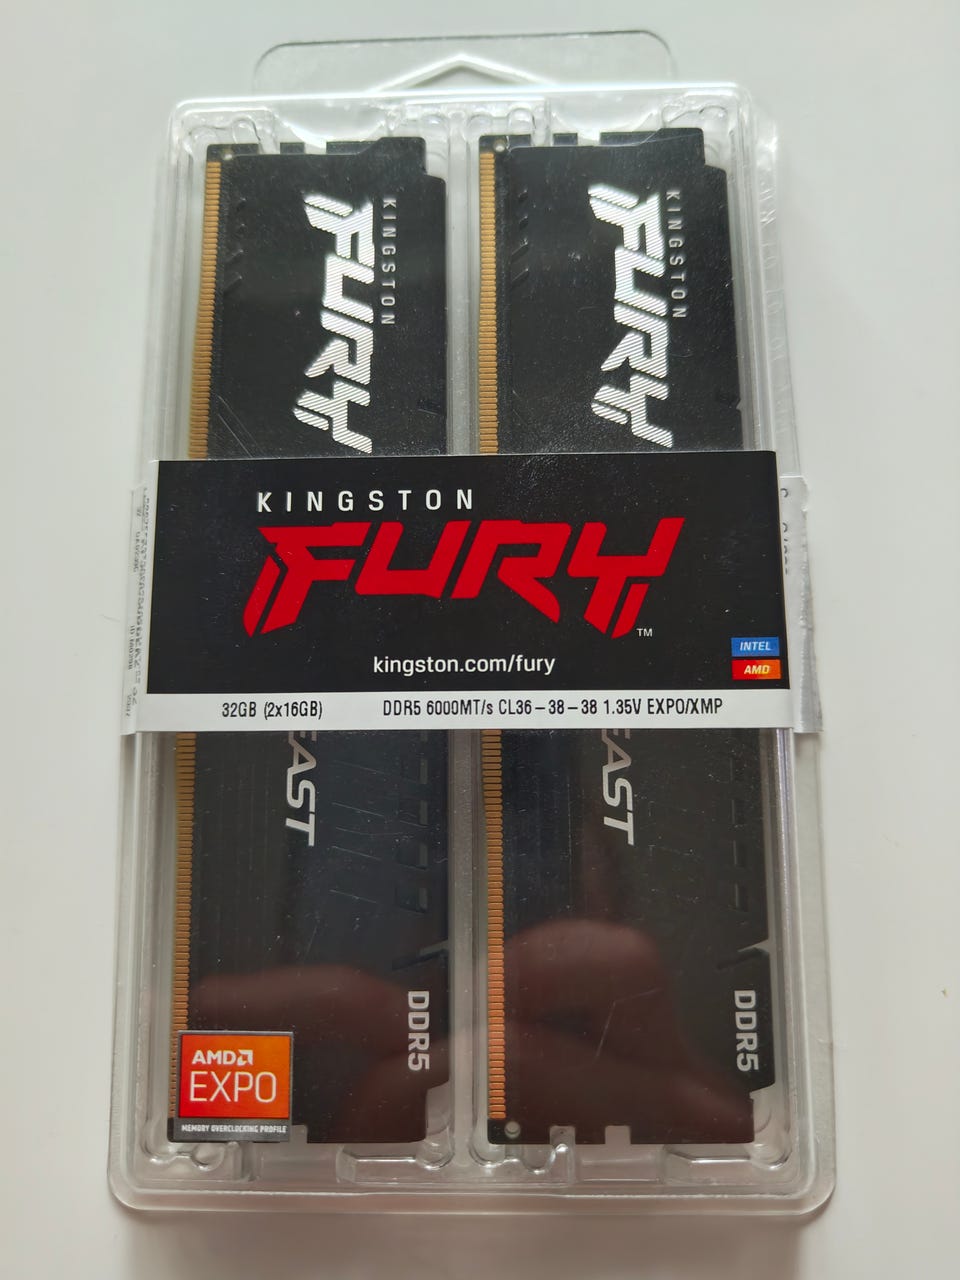 KINGSTON
FURY
KINGSTON
FURY
KINGSTON
FURY
TM
kingston.com/fury
INTEL
AMD
32GB (2x16GB) DDR5 6000MT/s CL36-38-38 1.35V EXPO/XMP
EAST
EAST
DDR5
DDR5
AMD
EXPO
MEMORY OVERCLOCKING PROFILE